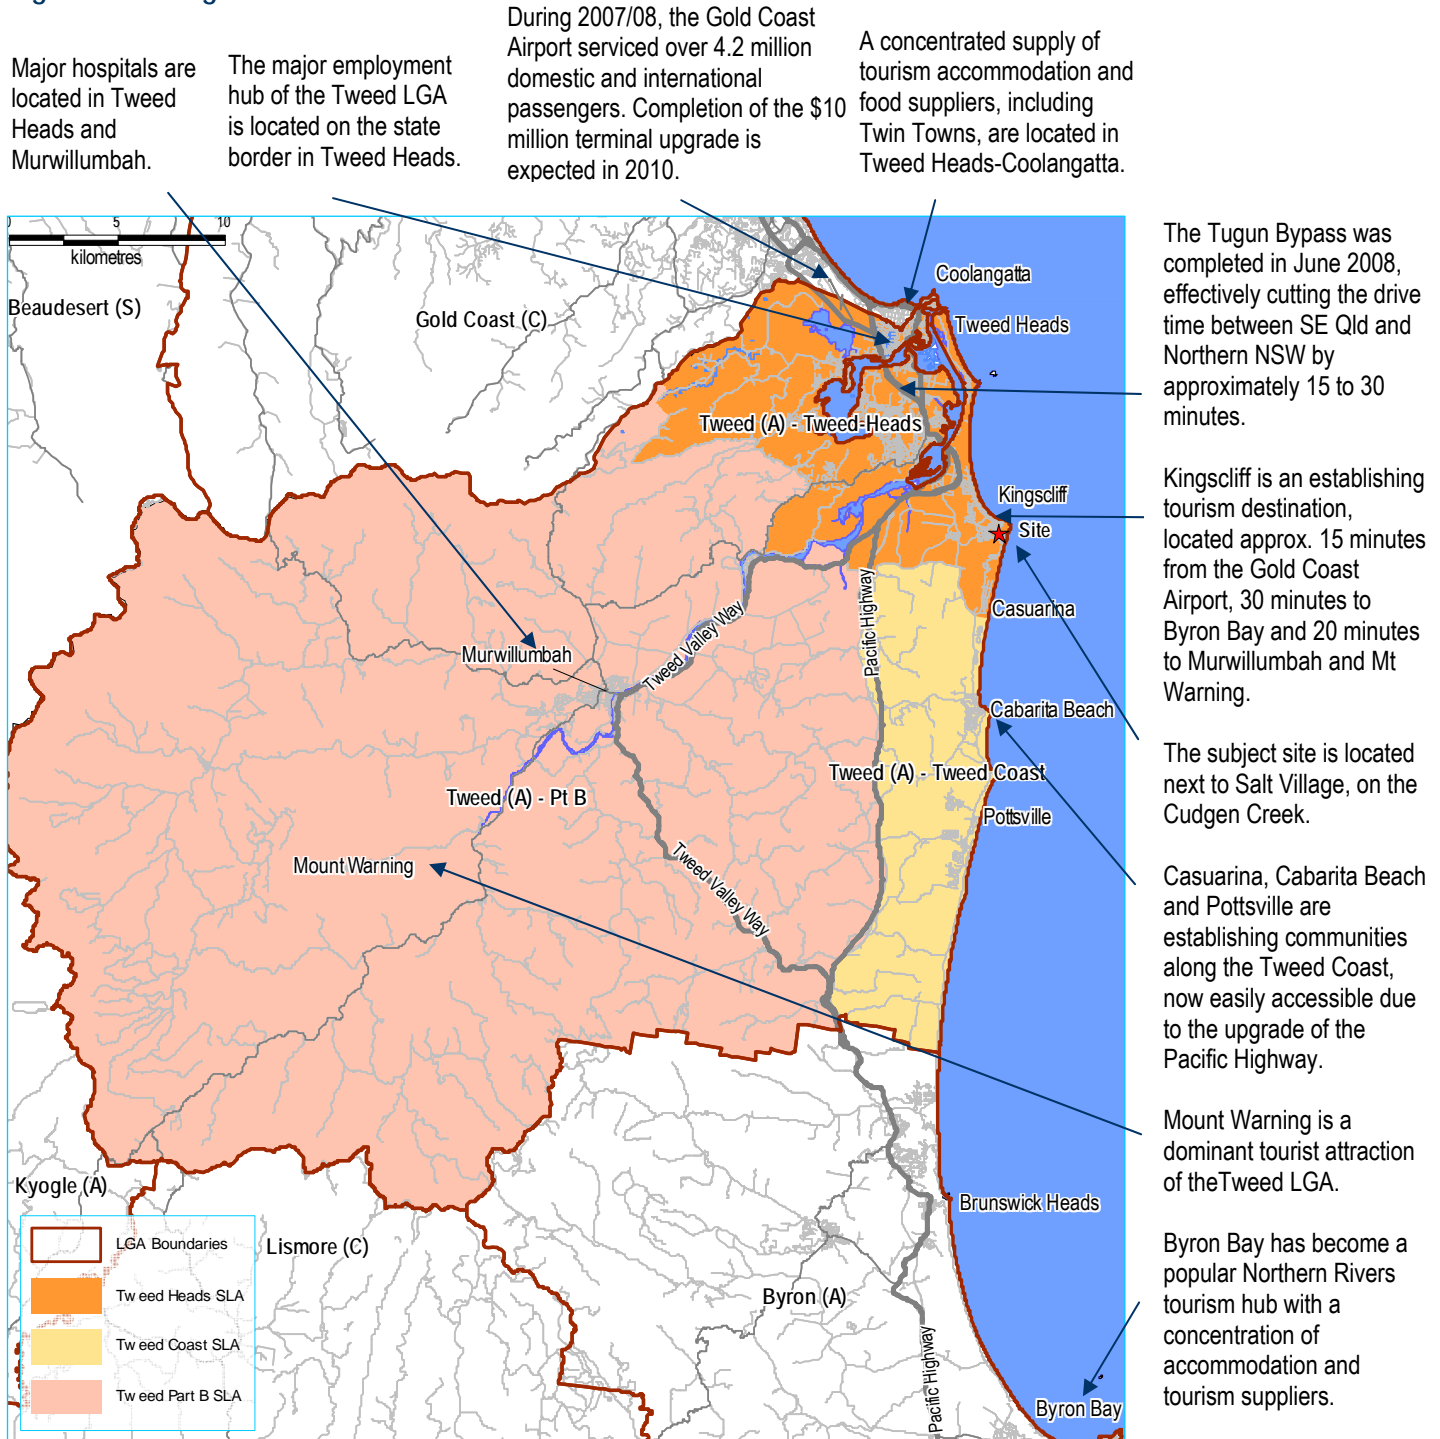 Major hospitals are
located in Tweed
Heads and
Murwillumbah.
The major employment
hub of the Tweed LGA
is located on the state
border in Tweed Heads.
During 2007/08, the Gold Coast
Airport serviced over 4.2 million
domestic and international
passengers. Completion of the $10
million terminal upgrade is
expected in 2010.
A concentrated supply of
tourism accommodation and
food suppliers, including
Twin Towns, are located in
Tweed Heads-Coolangatta.
0 5 10
kilometres
Beaudesert (S)
Gold Coast (C)
Coolangatta
Tweed Heads
Tweed (A) - Tweed-Heads
Kingscliff
Site
Casuarina
Pacific Highway
Tweed Valley Way
Murwillumbah
Cabarita Beach
Tweed (A) - Tweed Coast
Tweed (A) - Pt B
Pottsville
Mount Warning
Tweed Valley Way
Kyogle (A)
Brunswick Heads
Lismore (C)
Byron (A)
Pacific Highway
Byron Bay
LGA Boundaries
Tweed Heads SLA
Tweed Coast SLA
Tweed Part B SLA
The Tugun Bypass was
completed in June 2008,
effectively cutting the drive
time between SE Qld and
Northern NSW by
approximately 15 to 30
minutes.
Kingscliff is an establishing
tourism destination,
located approx. 15 minutes
from the Gold Coast
Airport, 30 minutes to
Byron Bay and 20 minutes
to Murwillumbah and Mt
Warning.
The subject site is located
next to Salt Village, on the
Cudgen Creek.
Casuarina, Cabarita Beach
and Pottsville are
establishing communities
along the Tweed Coast,
now easily accessible due
to the upgrade of the
Pacific Highway.
Mount Warning is a
dominant tourist attraction
of theTweed LGA.
Byron Bay has become a
popular Northern Rivers
tourism hub with a
concentration of
accommodation and
tourism suppliers.